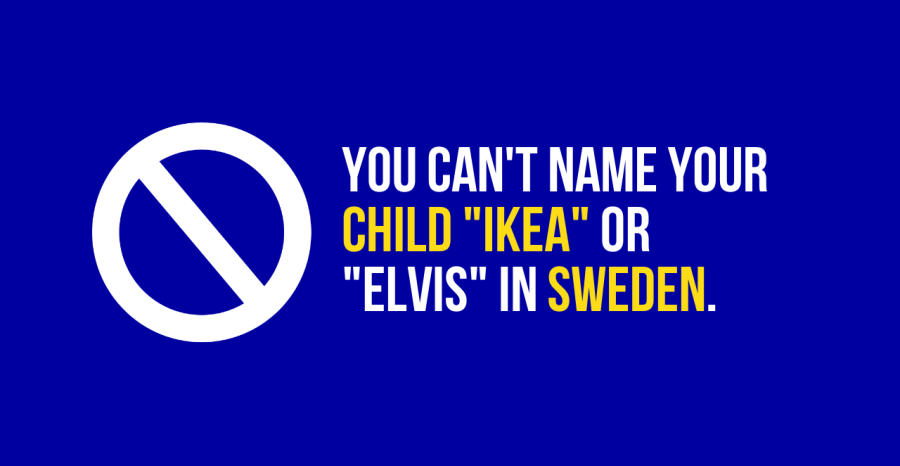 YOU CAN'T NAME YOUR
CHILD "IKEA" OR
"ELVIS" IN SWEDEN.